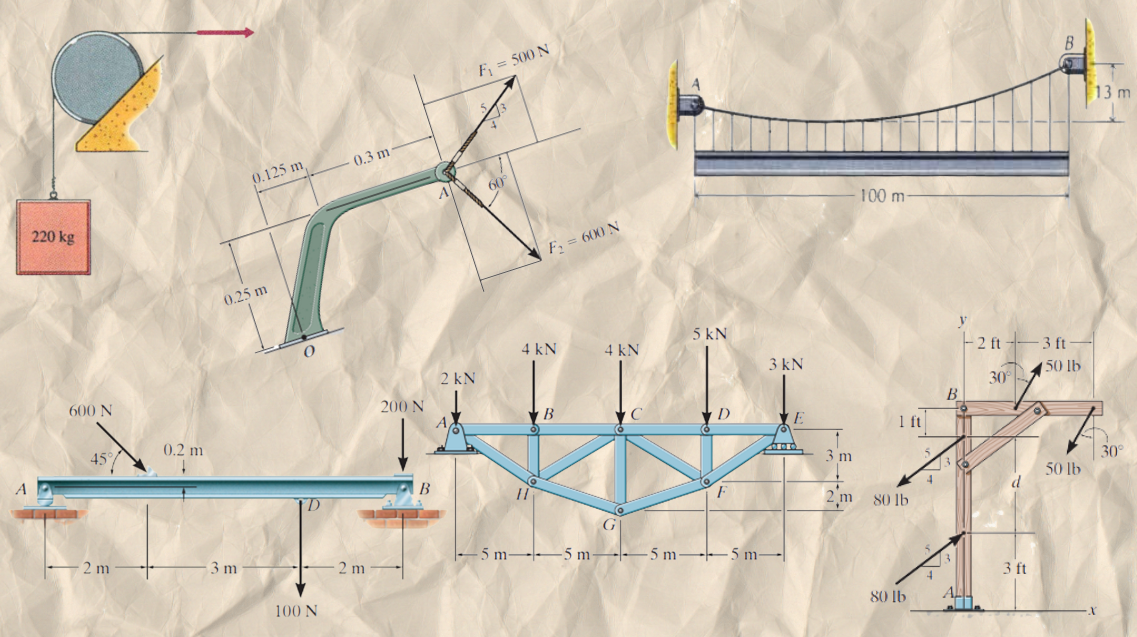 220 kg
F₁ = 500 N
5
3
4
0.125 m
0.3 m
A
60°
F₂ = 600 N
0.25 m
O
B
A
13 m
100 m
600 N
45°
0.2 m
200 N
A
B
D
2 m
3 m
2 m
100 N
2 kN
4 kN
4 kN
5 kN
3 kN
A
B
C
D
E
H
G
F
3 m
2 m
5 m
5 m
5 m
5 m
y
2 ft
3 ft
30°
50 lb
B
1 ft
5
3
4
80 lb
d
50 lb
30°
5
3
4
80 lb
3 ft
A
x